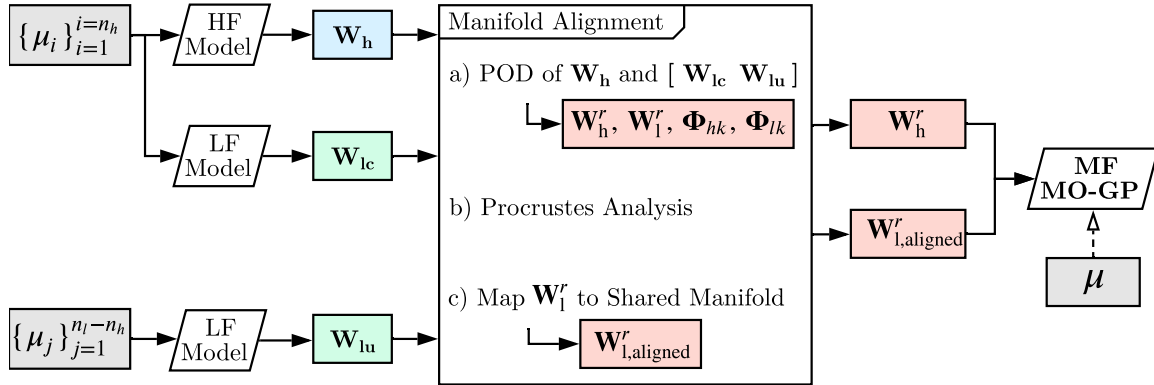 {μ_i}_{i=1}^{i=n_h}
HF
Model
W_h
LF
Model
W_lc
{μ_j}_{j=1}^{n_l−n_h}
LF
Model
W_lu
Manifold Alignment
a) POD of W_h and [ W_lc W_lu ]
W_h^r, W_l^r, Φ_hk, Φ_lk
b) Procrustes Analysis
c) Map W_l^r to Shared Manifold
W_l,aligned^r
W_h^r
W_l,aligned^r
MF
MO-GP
μ